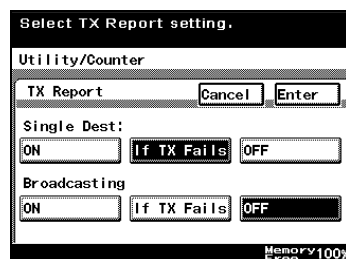 Select TX Report setting.
Utility/Counter
TX Report Cancel Enter
Single Dest:
ON If TX Fails OFF
Broadcasting
ON If TX Fails OFF
Memory 100%
Free